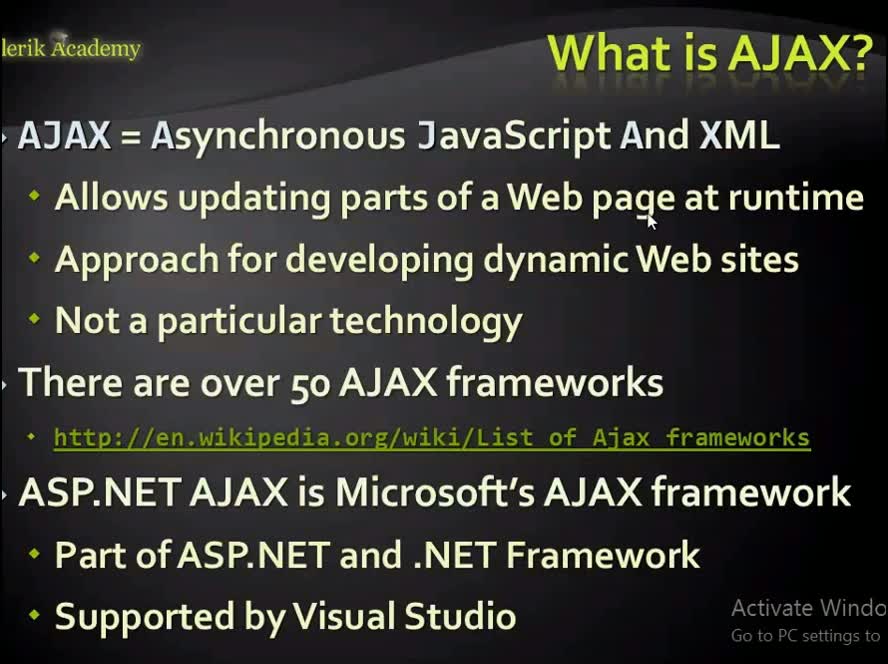 lerik Academy
What is AJAX?
AJAX = Asynchronous JavaScript And XML
Allows updating parts of a Web page at runtime
Approach for developing dynamic Web sites
Not a particular technology
There are over 50 AJAX frameworks
http://en.wikipedia.org/wiki/List_of_Ajax_frameworks
ASP.NET AJAX is Microsoft's AJAX framework
Part of ASP.NET and .NET Framework
Supported by Visual Studio
Activate Windo
Go to PC settings to